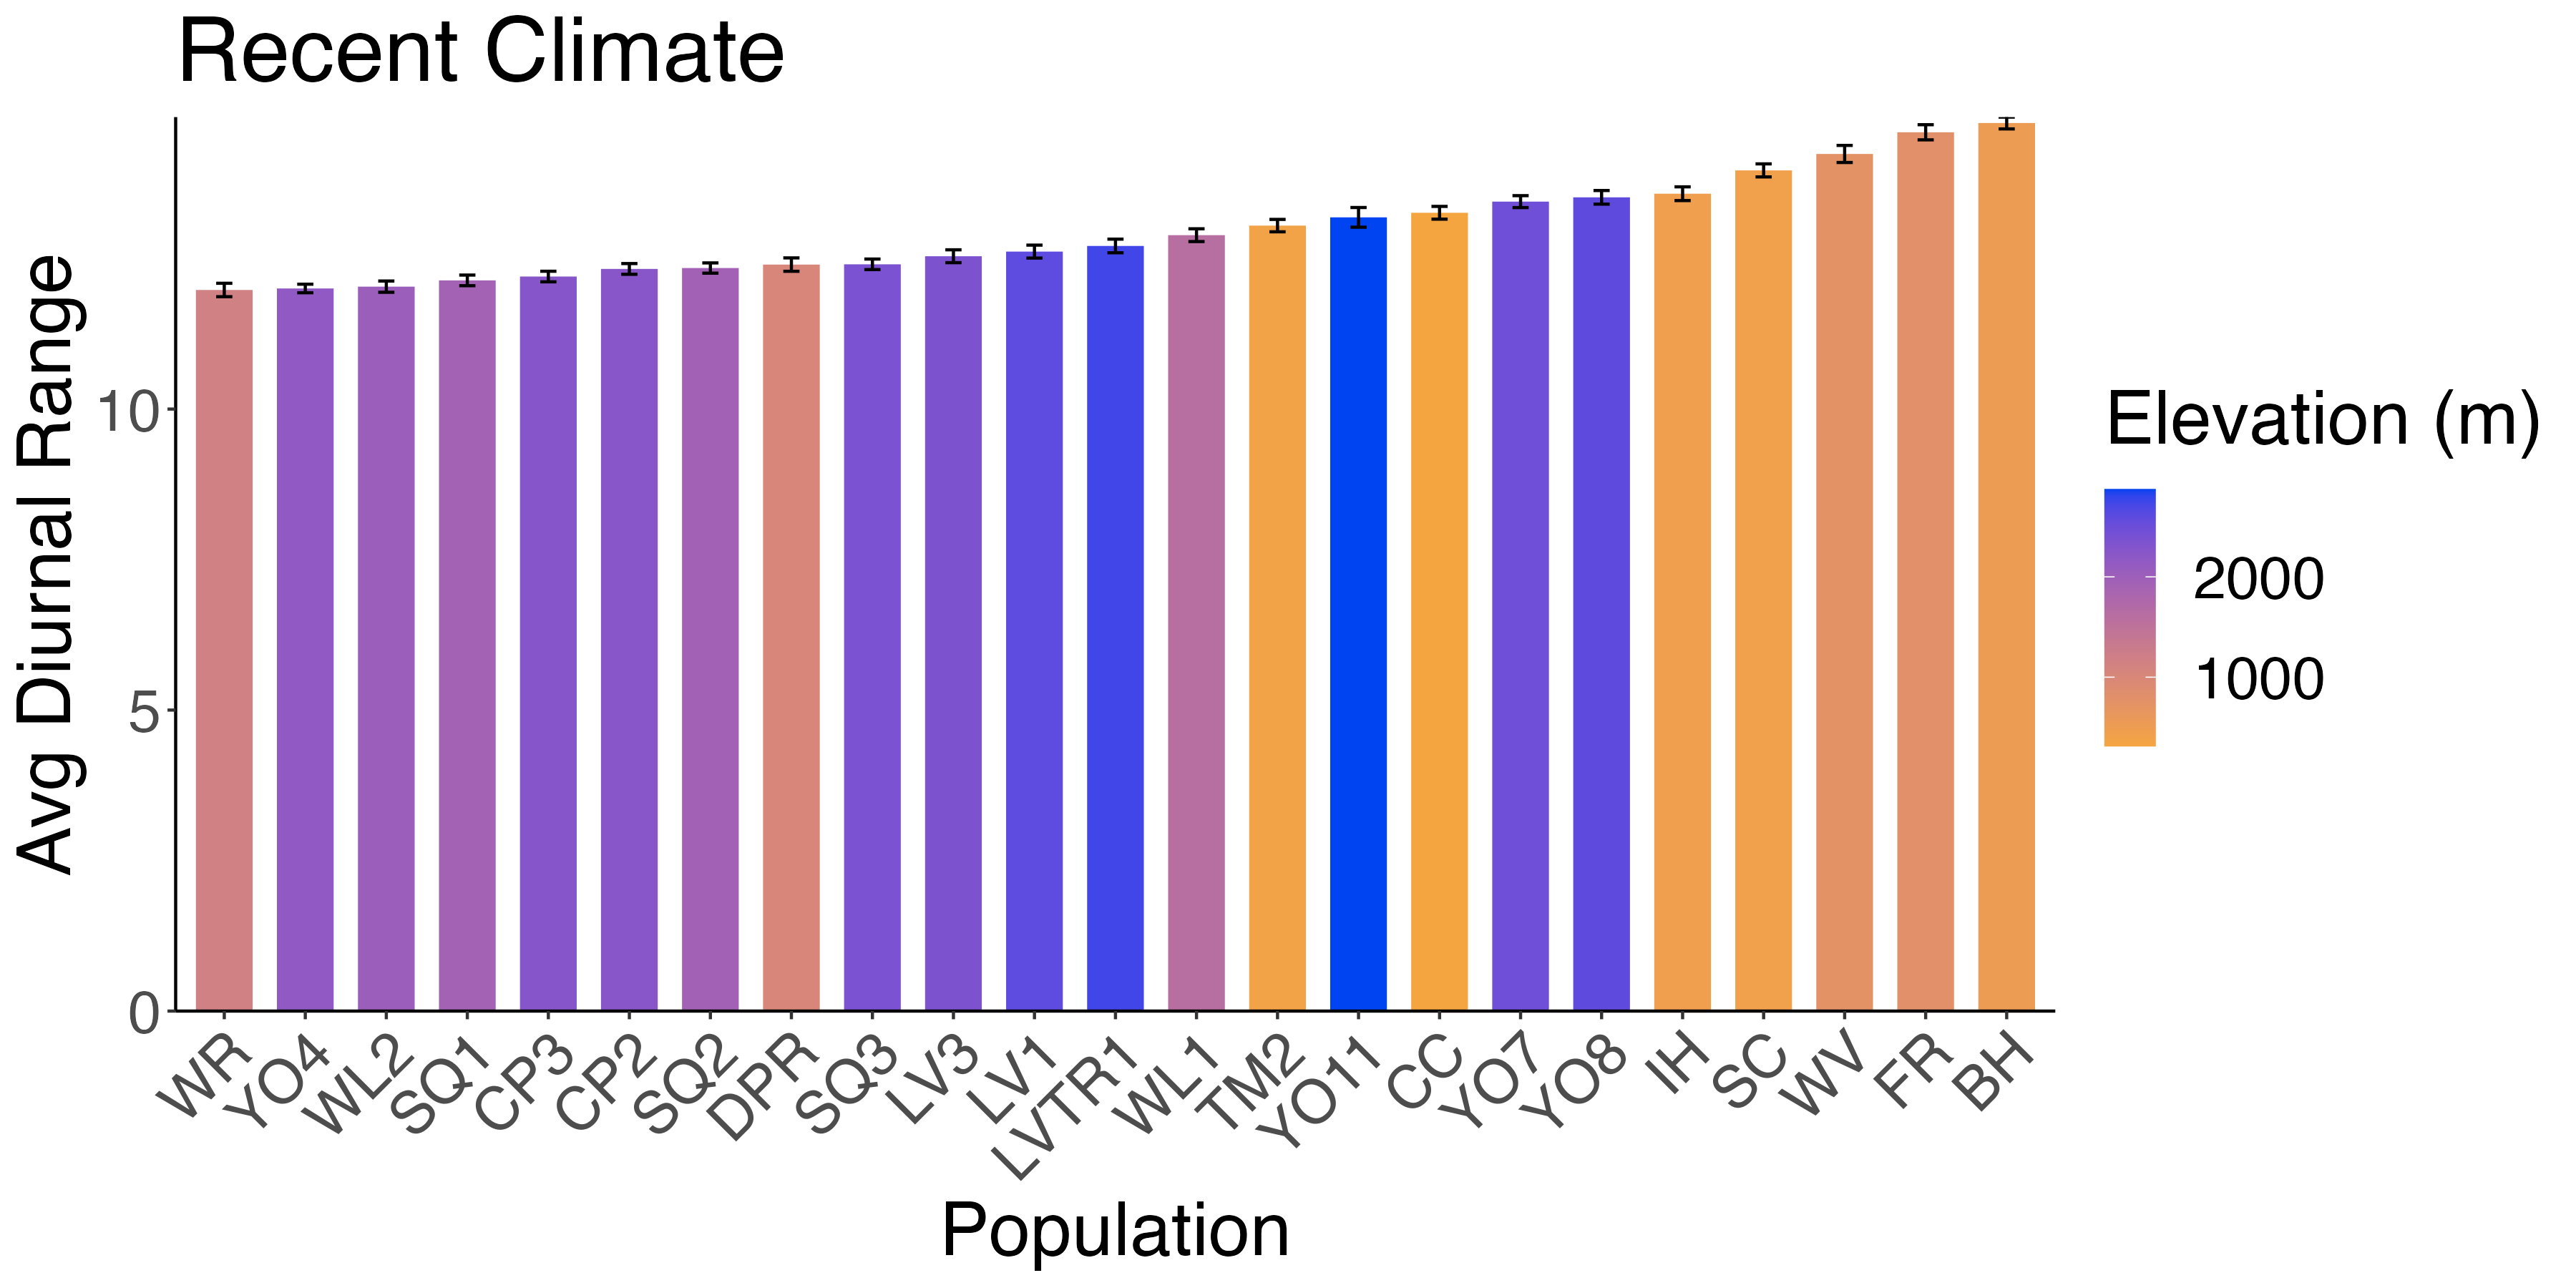 Recent Climate
Avg Diurnal Range
10
5
0
WR
YO4
WL2
SQ1
CP3
CP2
SQ2
DPR
SQ3
LV3
LV1
LVTR1
WL1
TM2
YO11
CC
YO7
YO8
IH
SC
WV
FR
BH
Population
Elevation (m)
2000
1000